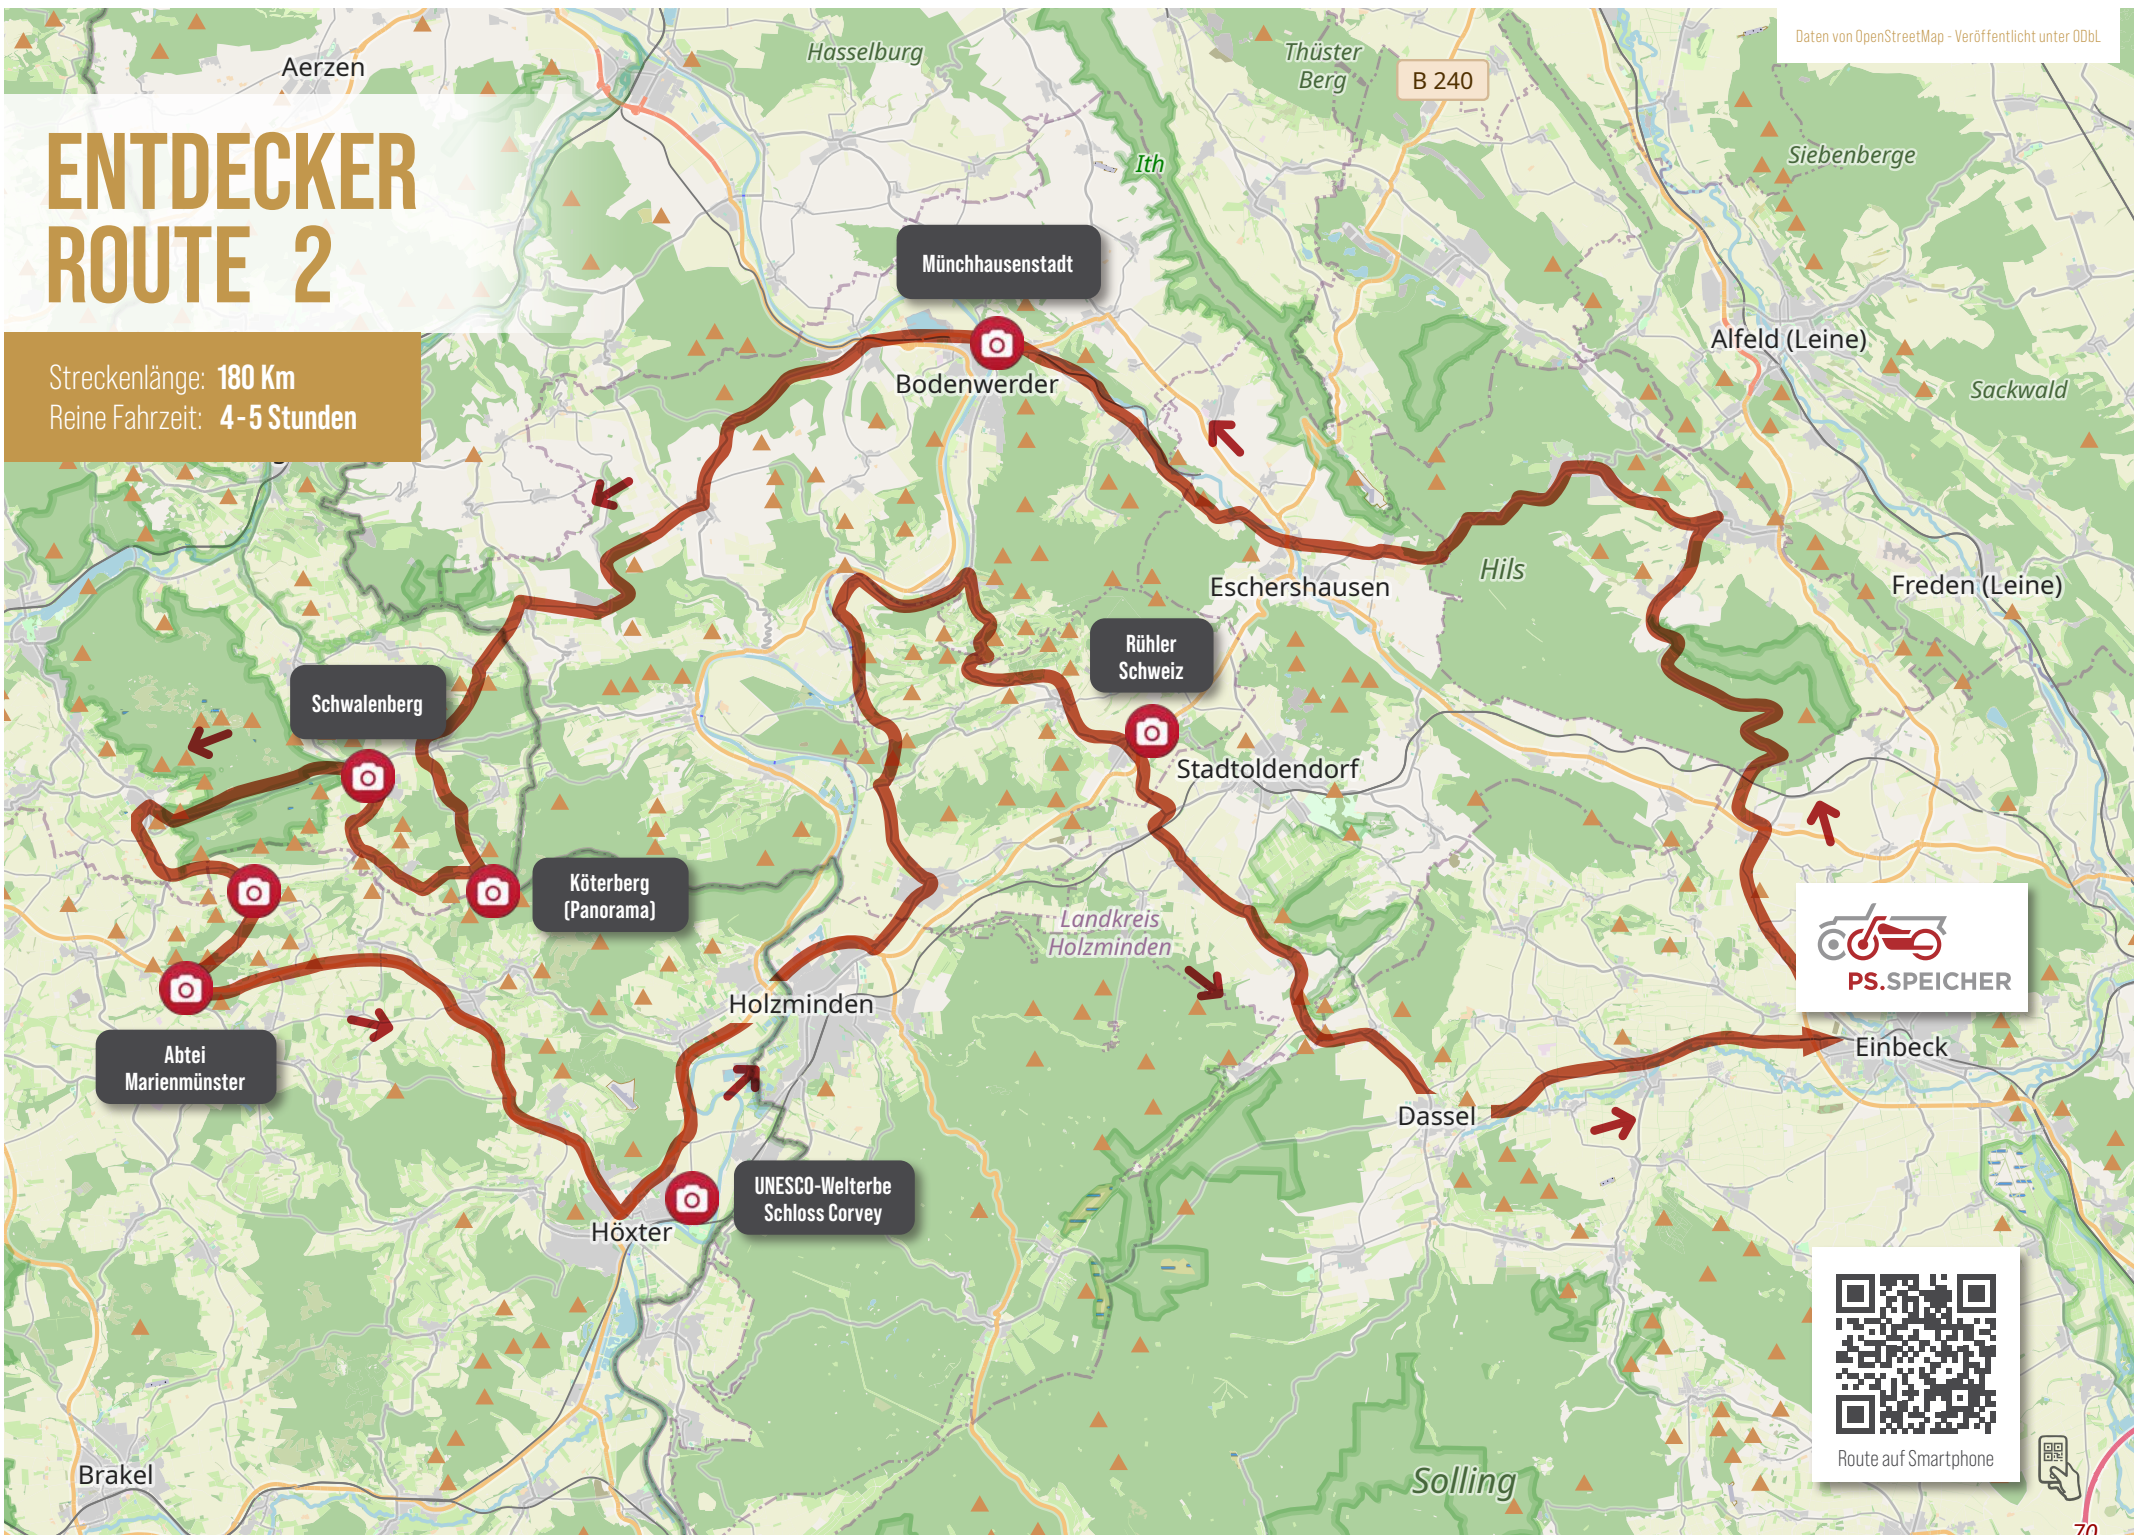 Daten von OpenStreetMap - Veröffentlicht unter ODbL
Aerzen
Hasselburg
Thüster
Berg
B 240
Ith
Siebenberge
ENTDECKER
ROUTE 2
Streckenlänge: 180 Km
Reine Fahrzeit: 4-5 Stunden
Münchhausenstadt
Bodenwerder
Alfeld (Leine)
Sackwald
Eschershausen
Hils
Freden (Leine)
Rühler
Schweiz
Schwalenberg
Stadtoldendorf
Köterberg
(Panorama)
Landkreis
Holzminden
PS.SPEICHER
Holzminden
Einbeck
Abtei
Marienmünster
Dassel
UNESCO-Welterbe
Schloss Corvey
Höxter
Route auf Smartphone
Brakel
Solling
70